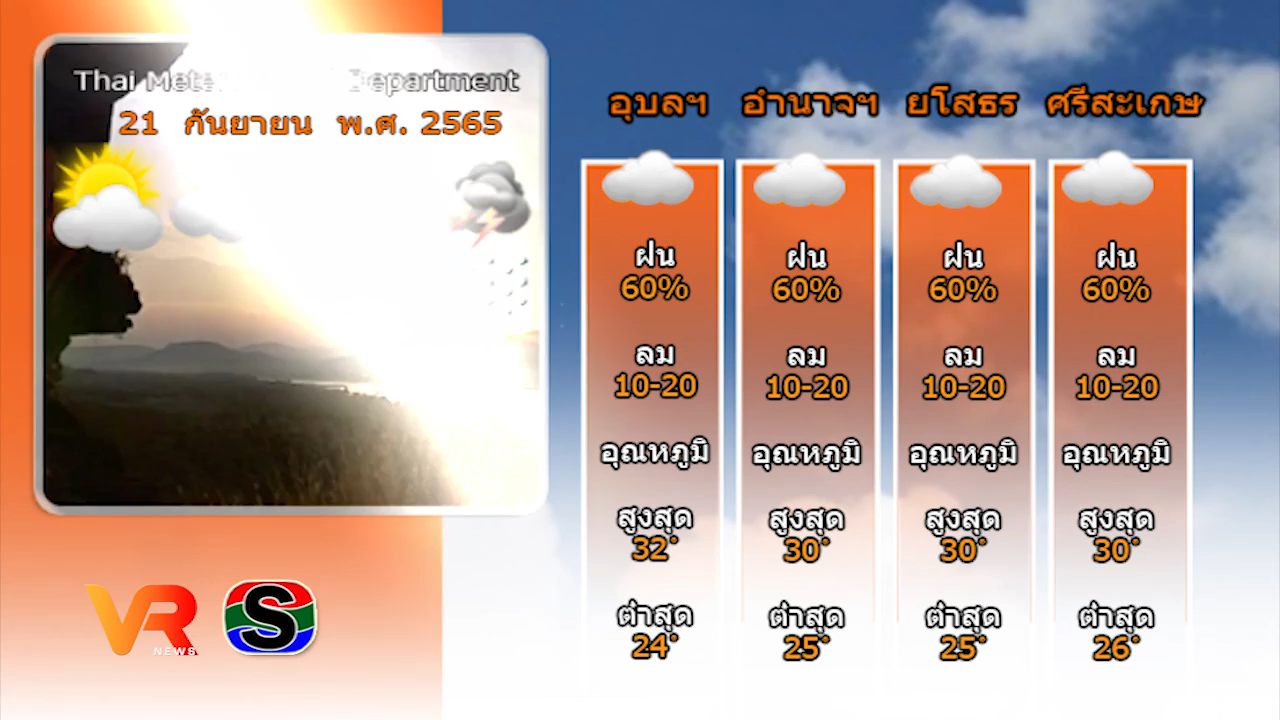 Thai Department
21 กันยายน พ.ศ. 2565
อุบลฯ อำนาจฯ ยโสธร ศรีสะเกษ
ฝน ฝน ฝน ฝน
60% 60% 60% 60%
ลม ลม ลม ลม
10-20 10-20 10-20 10-20
อุณหภูมิ อุณหภูมิ อุณหภูมิ อุณหภูมิ
สูงสุด สูงสุด สูงสุด สูงสุด
32° 30° 30° 30°
ต่ำสุด ต่ำสุด ต่ำสุด ต่ำสุด
24° 25° 25° 26°
VR S
NEWS